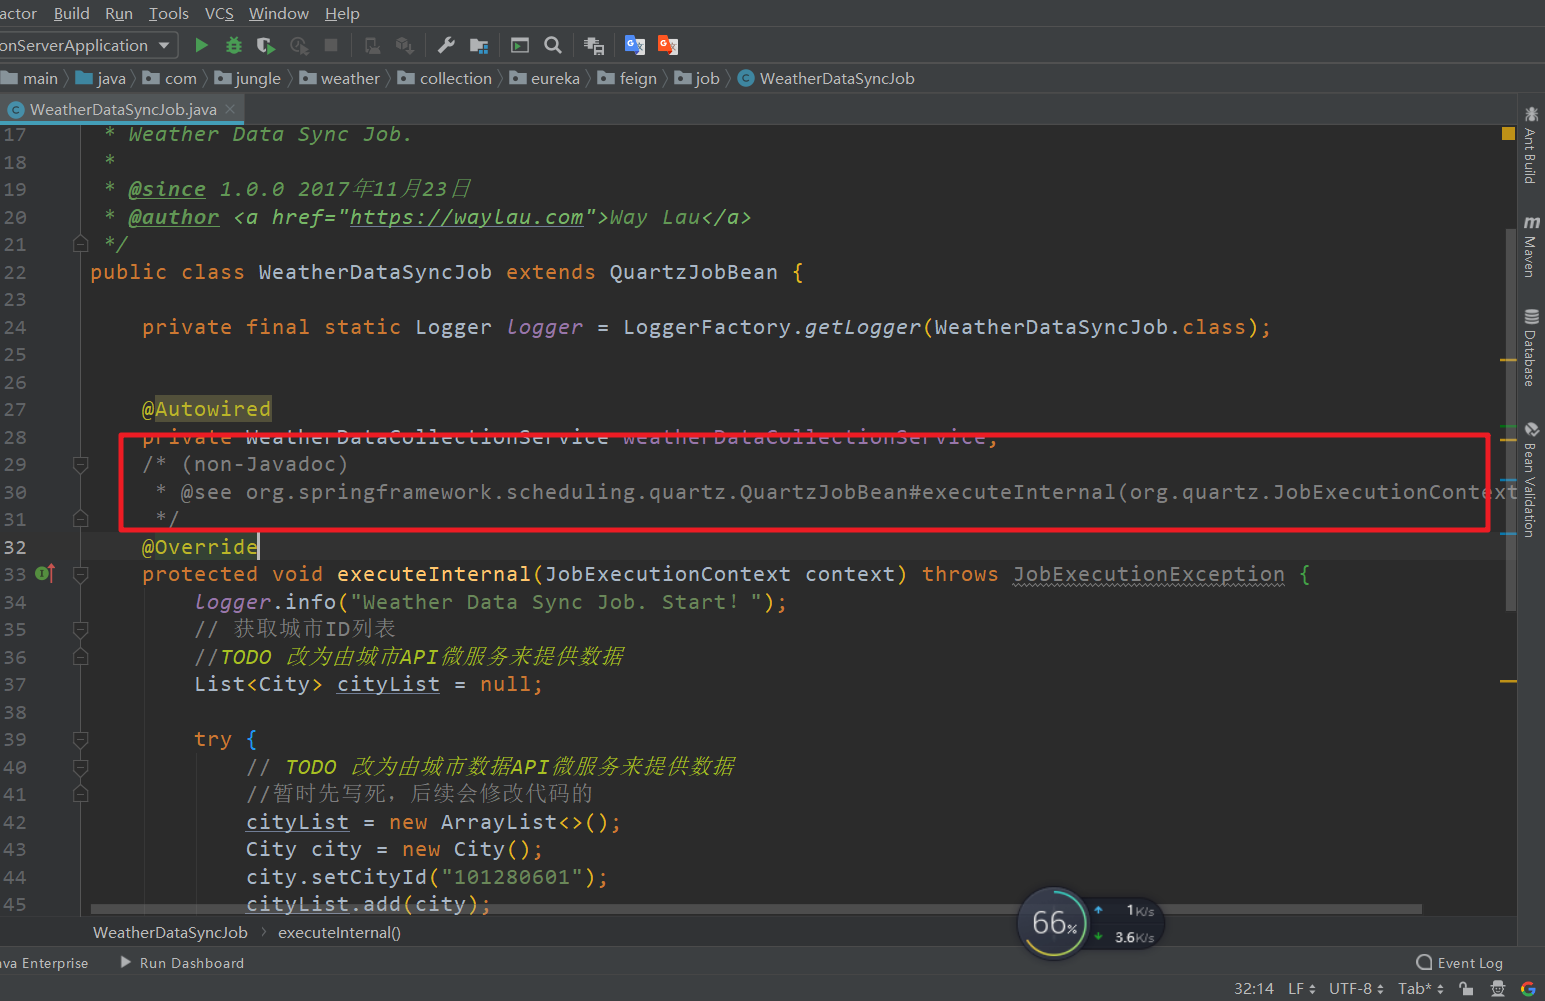 actor Build Run Tools VCS Window Help
onServerApplication
main java com jungle weather collection eureka feign job WeatherDataSyncJob
WeatherDataSyncJob.java
17 * Weather Data Sync Job.
18 *
19 * @since 1.0.0 2017年11月23日
20 * @author <a href="https://waylau.com">Way Lau</a>
21 */
22 public class WeatherDataSyncJob extends QuartzJobBean {
23
24 private final static Logger logger = LoggerFactory.getLogger(WeatherDataSyncJob.class);
25
26
27 @Autowired
28 private WeatherDataCollectionService weatherDataCollectionService;
29 /* (non-Javadoc)
30 * @see org.springframework.scheduling.quartz.QuartzJobBean#executeInternal(org.quartz.JobExecutionContext
31 */
32 @Override
33 protected void executeInternal(JobExecutionContext context) throws JobExecutionException {
34 logger.info("Weather Data Sync Job. Start！");
35 // 获取城市ID列表
36 //TODO 改为由城市API微服务来提供数据
37 List<City> cityList = null;
38
39 try {
40 // TODO 改为由城市数据API微服务来提供数据
41 //暂时先写死，后续会修改代码的
42 cityList = new ArrayList<>();
43 City city = new City();
44 city.setCityId("101280601");
45 cityList.add(city);
Ant Build
Maven
Database
Bean Validation
66%
1K/s
3.6K/s
WeatherDataSyncJob executeInternal()
ava Enterprise Run Dashboard Event Log
32:14 LF UTF-8 Tab*